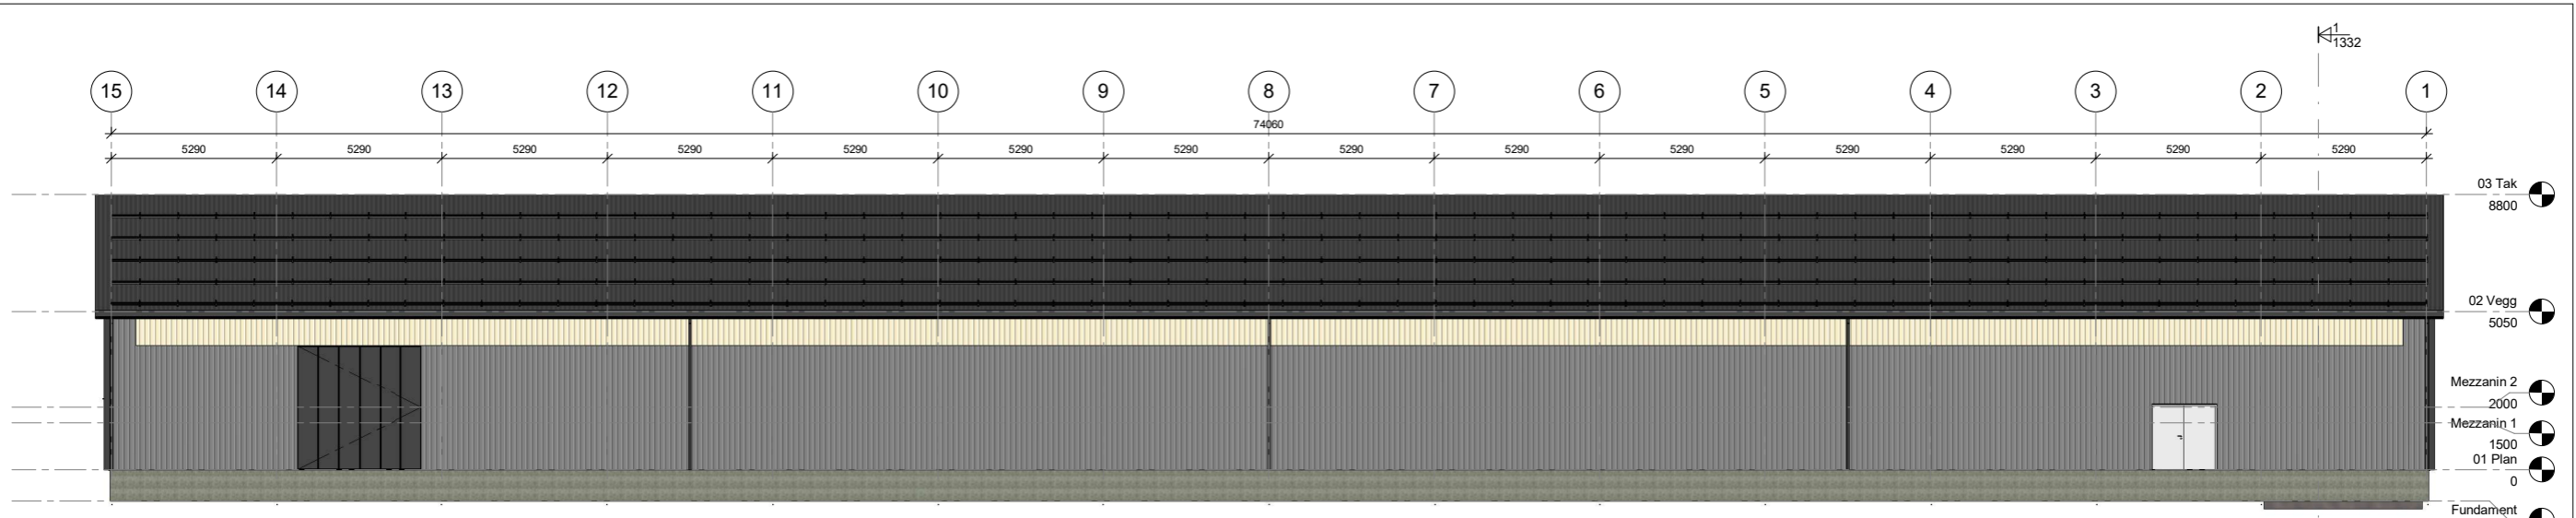 1
1332
15 14 13 12 11 10 9 8 7 6 5 4 3 2 1
74060
5290 5290 5290 5290 5290 5290 5290 5290 5290 5290 5290 5290 5290 5290
03 Tak
8800
02 Vegg
5050
Mezzanin 2
2000
Mezzanin 1
1500
01 Plan
0
Fundament